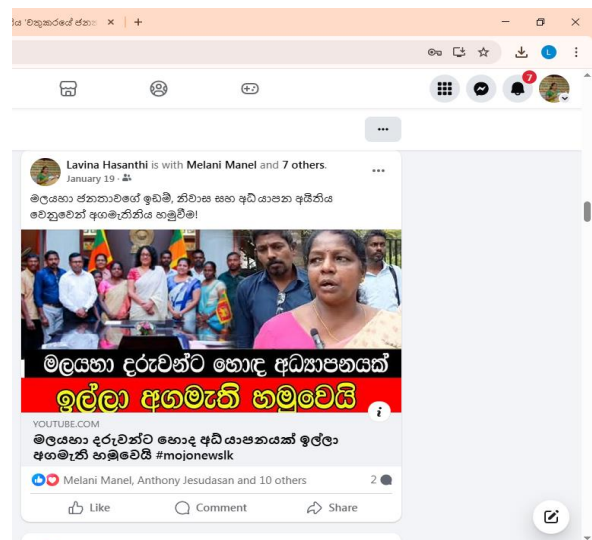 ිය 'වතුකරයේ ජන
7
L
Lavina Hasanthi is with Melani Manel and 7 others.
January 19 ·
මලයහා ජනතාවගේ ඉඩම්, නිවාස සහ අධියාපන අයිතිය
වෙනුවෙන් අගමැතිනිය හමුවීම!
මලයහා දරුවන්ට හොඳ අධ්‍යාපනයක්
ඉල්ලා අගමැති හමුවෙයි
YOUTUBE.COM
මලයහා දරුවන්ට හොද අධියාපනයක් ඉල්ලා
අගමැති හමුවෙයි #mojonewslk
Melani Manel, Anthony Jesudasan and 10 others 2
Like Comment Share